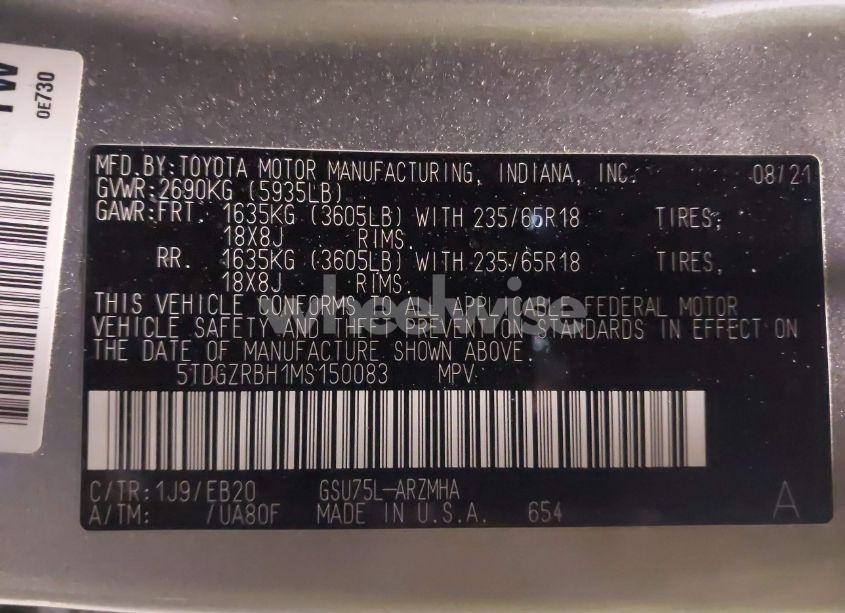 TW
0E730
MFD.BY:TOYOTA MOTOR MANUFACTURING, INDIANA, INC. 08/21
GVWR:2690KG (5935LB)
GAWR:FRT. 1635KG (3605LB) WITH 235/65R18 TIRES,
18X8J RIMS.
RR. 1635KG (3605LB) WITH 235/65R18 TIRES,
18X8J RIMS.
THIS VEHICLE CONFORMS TO ALL APPLICABLE FEDERAL MOTOR
VEHICLE SAFETY AND THEFT PREVENTION STANDARDS IN EFFECT ON
THE DATE OF MANUFACTURE SHOWN ABOVE.
5TDGZRBH1MS150083 MPV
C/TR:1J9/EB20 GSU75L-ARZMHA
A/TM: /UA80F MADE IN U.S.A. 654 A
wheelwise